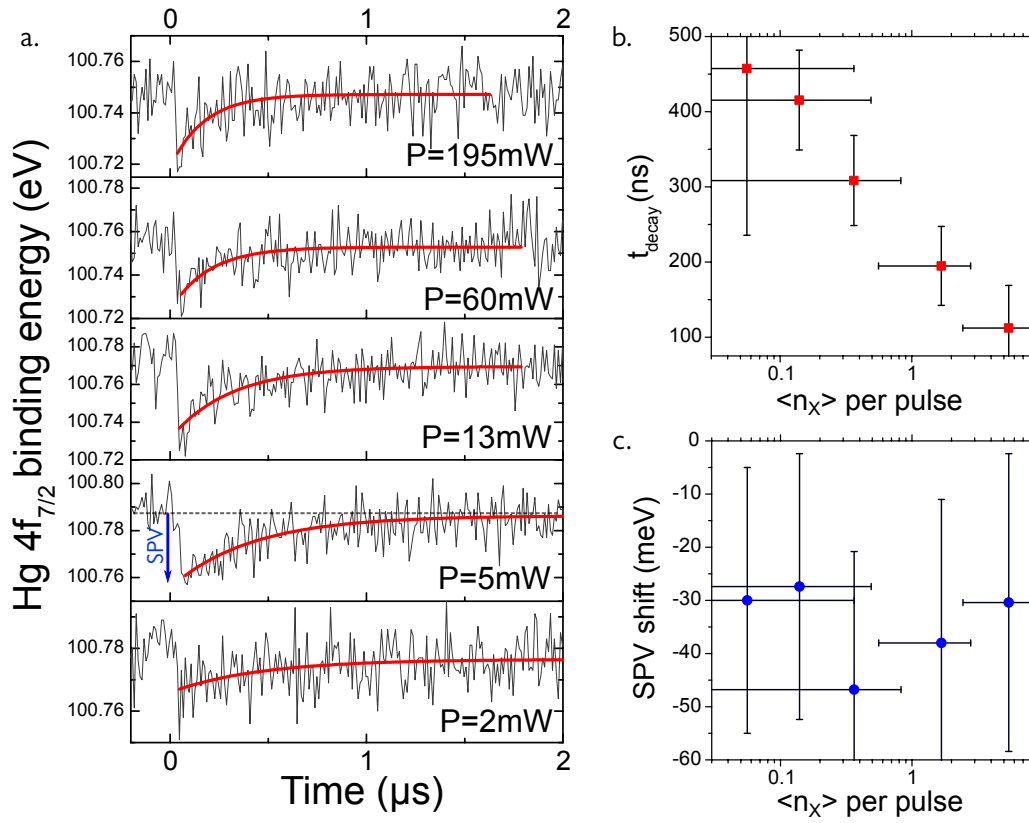 a.
0 1 2
Hg 4f7/2 binding energy (eV)
100.76
100.74
100.72
P=195mW
100.78
100.76
100.74
100.72
P=60mW
100.78
100.76
100.74
100.72
P=13mW
100.80
100.78
100.76
SPV
P=5mW
100.78
100.76
P=2mW
0 1 2
Time (µs)
b.
500
400
300
200
100
tdecay (ns)
0.1 1
<nX> per pulse
c.
0
-10
-20
-30
-40
-50
-60
SPV shift (meV)
0.1 1
<nX> per pulse